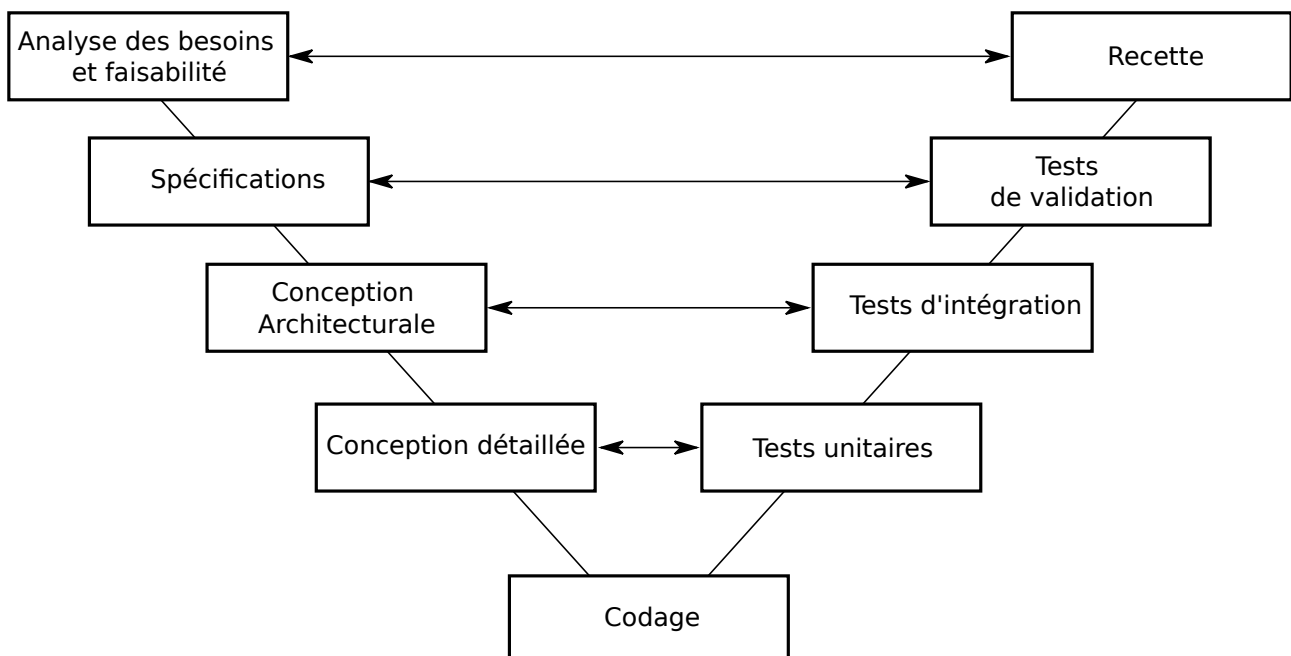 Analyse des besoins
et faisabilité
Recette
Spécifications
Tests
de validation
Conception
Architecturale
Tests d'intégration
Conception détaillée
Tests unitaires
Codage